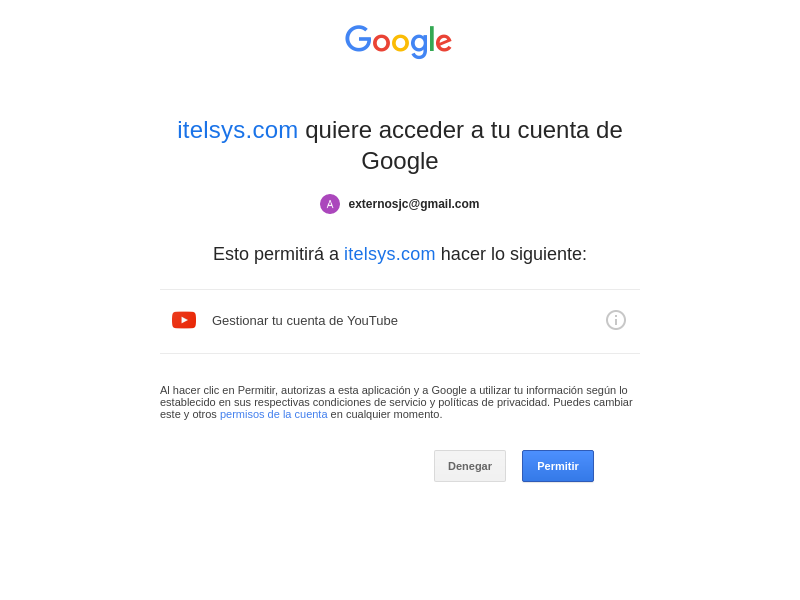 Google
itelsys.com quiere acceder a tu cuenta de
Google
A externosjc@gmail.com
Esto permitirá a itelsys.com hacer lo siguiente:
Gestionar tu cuenta de YouTube
Al hacer clic en Permitir, autorizas a esta aplicación y a Google a utilizar tu información según lo
establecido en sus respectivas condiciones de servicio y políticas de privacidad. Puedes cambiar
este y otros permisos de la cuenta en cualquier momento.
Denegar Permitir